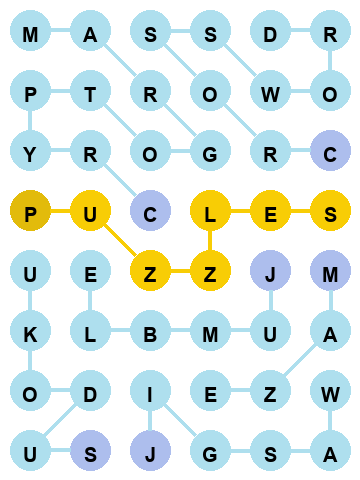 M A S S D R
P T R O W O
Y R O G R C
P U C L E S
U E Z Z J M
K L B M U A
O D I E Z W
U S J G S A